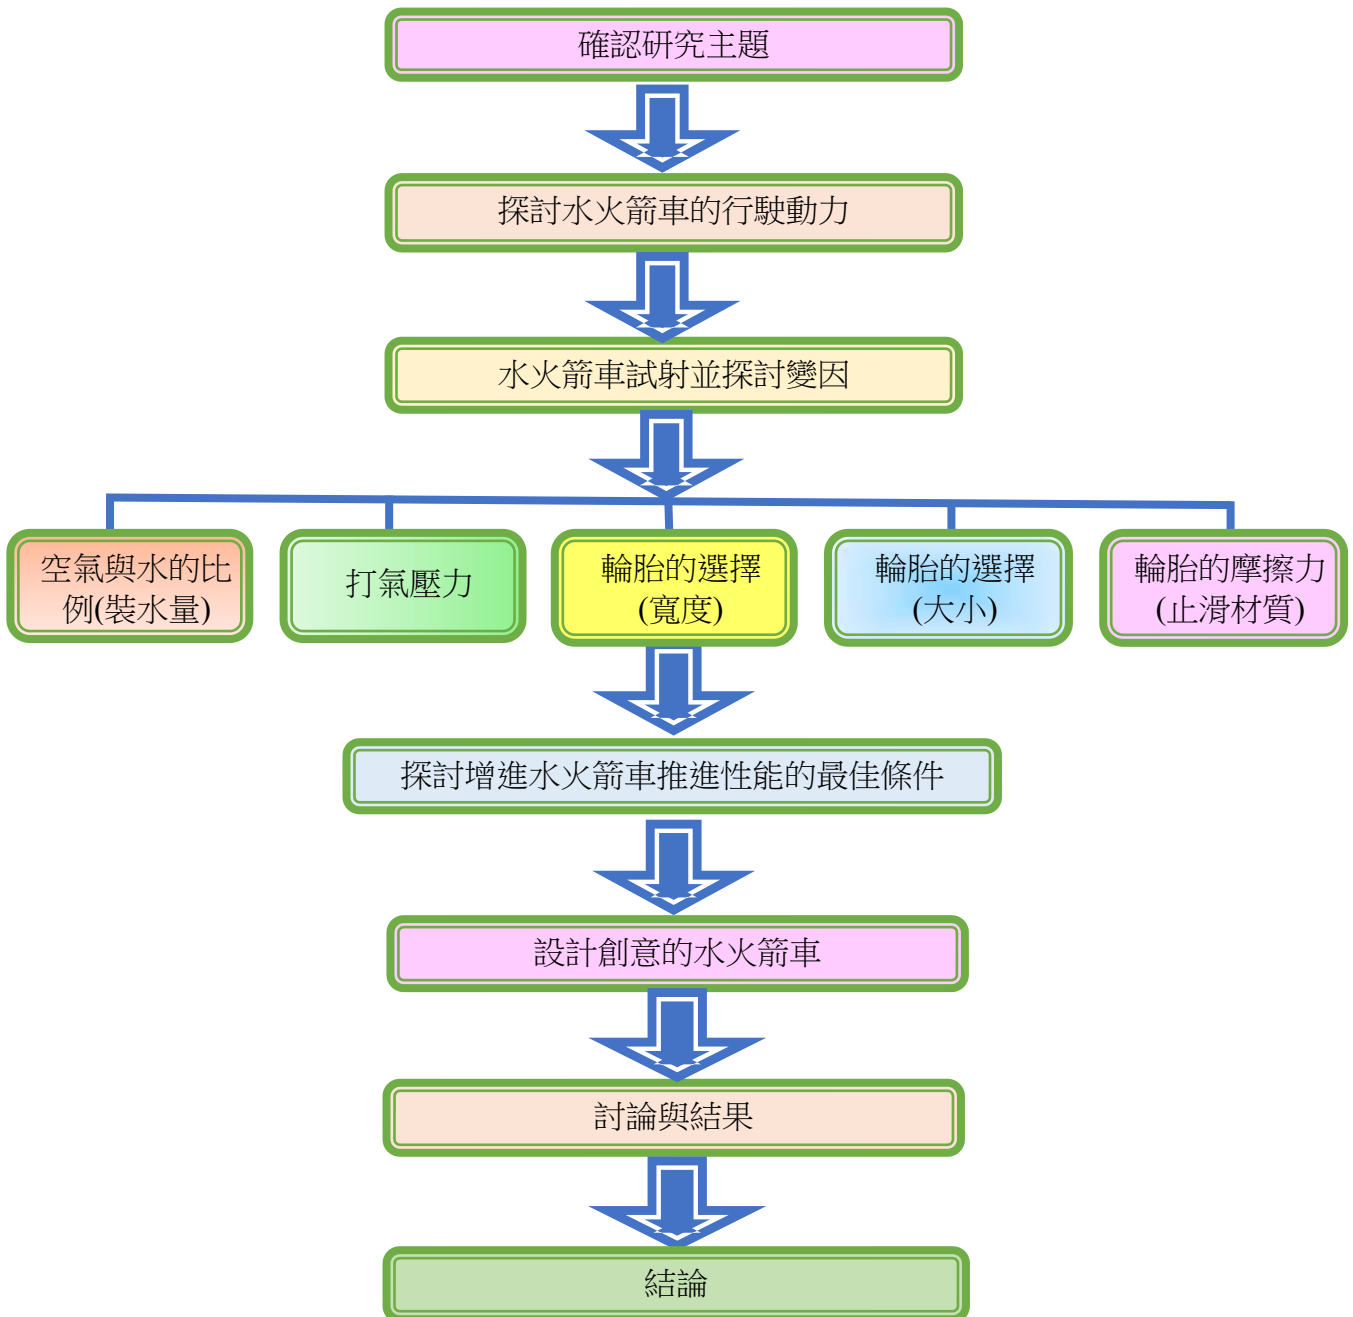 確認研究主題
探討水火箭車的行駛動力
水火箭車試射並探討變因
空氣與水的比
例(裝水量)
打氣壓力
輪胎的選擇
(寬度)
輪胎的選擇
(大小)
輪胎的摩擦力
(止滑材質)
探討增進水火箭車推進性能的最佳條件
設計創意的水火箭車
討論與結果
結論